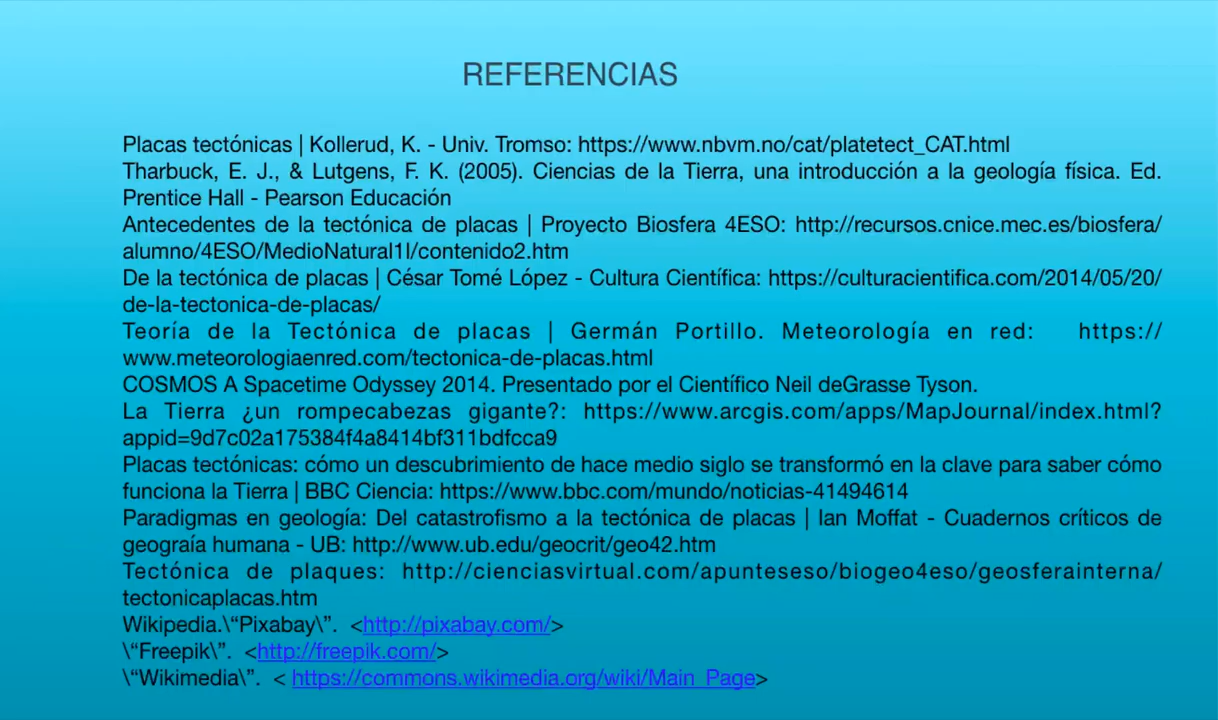 REFERENCIAS
Placas tectónicas | Kollerud, K. - Univ. Tromso: https://www.nbvm.no/cat/platetect_CAT.html
Tharbuck, E. J., & Lutgens, F. K. (2005). Ciencias de la Tierra, una introducción a la geología física. Ed.
Prentice Hall - Pearson Educación
Antecedentes de la tectónica de placas | Proyecto Biosfera 4ESO: http://recursos.cnice.mec.es/biosfera/
alumno/4ESO/MedioNatural1I/contenido2.htm
De la tectónica de placas | César Tomé López - Cultura Científica: https://culturacientifica.com/2014/05/20/
de-la-tectonica-de-placas/
Teoría de la Tectónica de placas | Germán Portillo. Meteorología en red: https://
www.meteorologiaenred.com/tectonica-de-placas.html
COSMOS A Spacetime Odyssey 2014. Presentado por el Científico Neil deGrasse Tyson.
La Tierra ¿un rompecabezas gigante?: https://www.arcgis.com/apps/MapJournal/index.html?
appid=9d7c02a175384f4a8414bf311bdfcca9
Placas tectónicas: cómo un descubrimiento de hace medio siglo se transformó en la clave para saber cómo
funciona la Tierra | BBC Ciencia: https://www.bbc.com/mundo/noticias-41494614
Paradigmas en geología: Del catastrofismo a la tectónica de placas | Ian Moffat - Cuadernos críticos de
geograía humana - UB: http://www.ub.edu/geocrit/geo42.htm
Tectónica de plaques: http://cienciasvirtual.com/apunteseso/biogeo4eso/geosferainterna/
tectonicaplacas.htm
Wikipedia.\“Pixabay\”. <http://pixabay.com/>
\“Freepik\”. <http://freepik.com/>
\“Wikimedia\”. < https://commons.wikimedia.org/wiki/Main_Page>